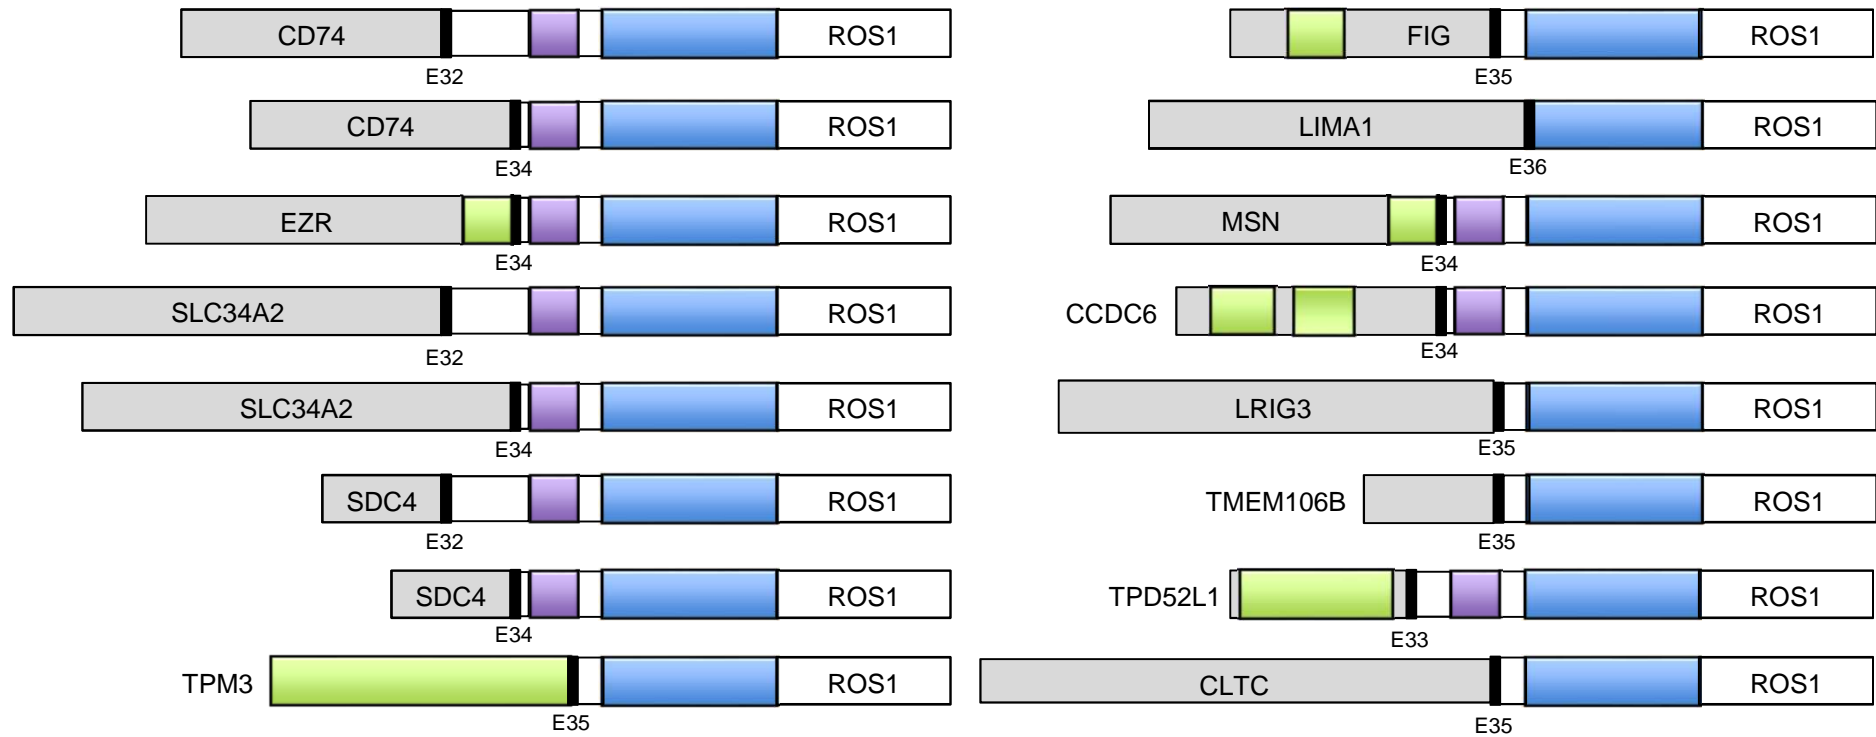 CD74 ROS1
E32
CD74 ROS1
E34
EZR ROS1
E34
SLC34A2 ROS1
E32
SLC34A2 ROS1
E34
SDC4 ROS1
E32
SDC4 ROS1
E34
TPM3 ROS1
E35
FIG ROS1
E35
LIMA1 ROS1
E36
MSN ROS1
E34
CCDC6 ROS1
E34
LRIG3 ROS1
E35
TMEM106B ROS1
E35
TPD52L1 ROS1
E33
CLTC ROS1
E35